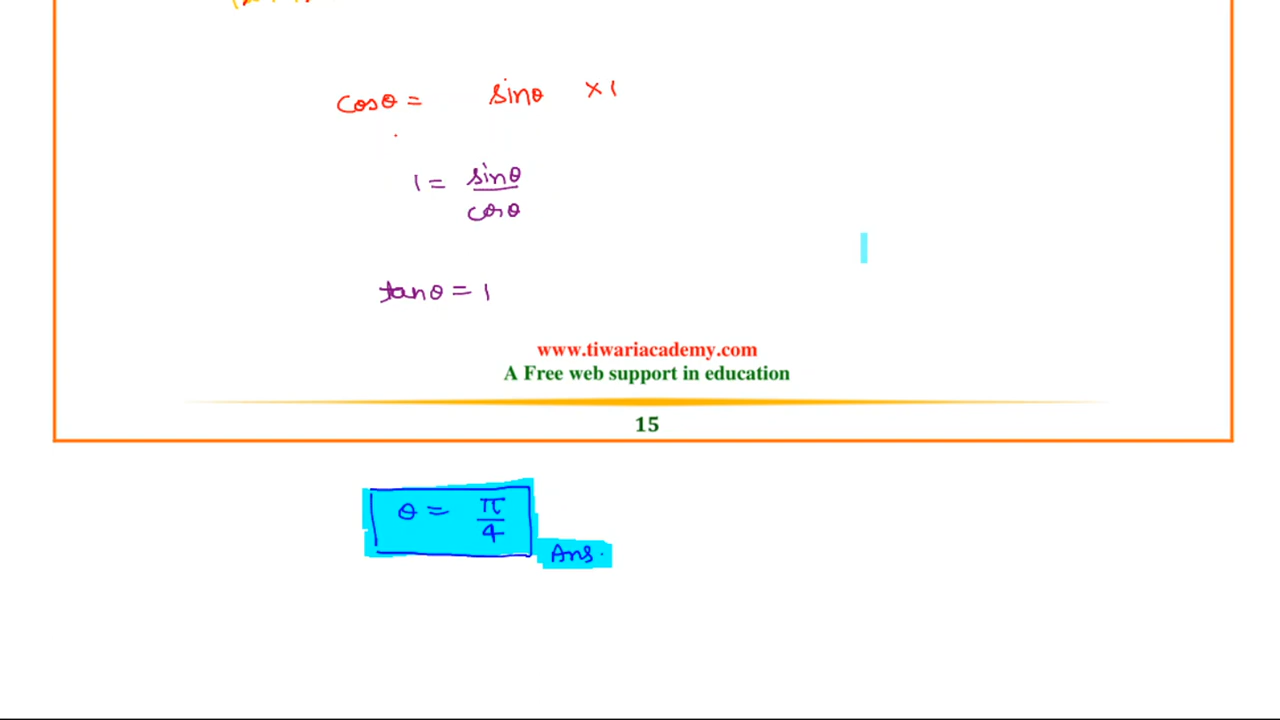 cosθ = sinθ ×1
1 = sinθ/cosθ
tanθ = 1
www.tiwariacademy.com
A Free web support in education
15
θ = π/4
Ans.